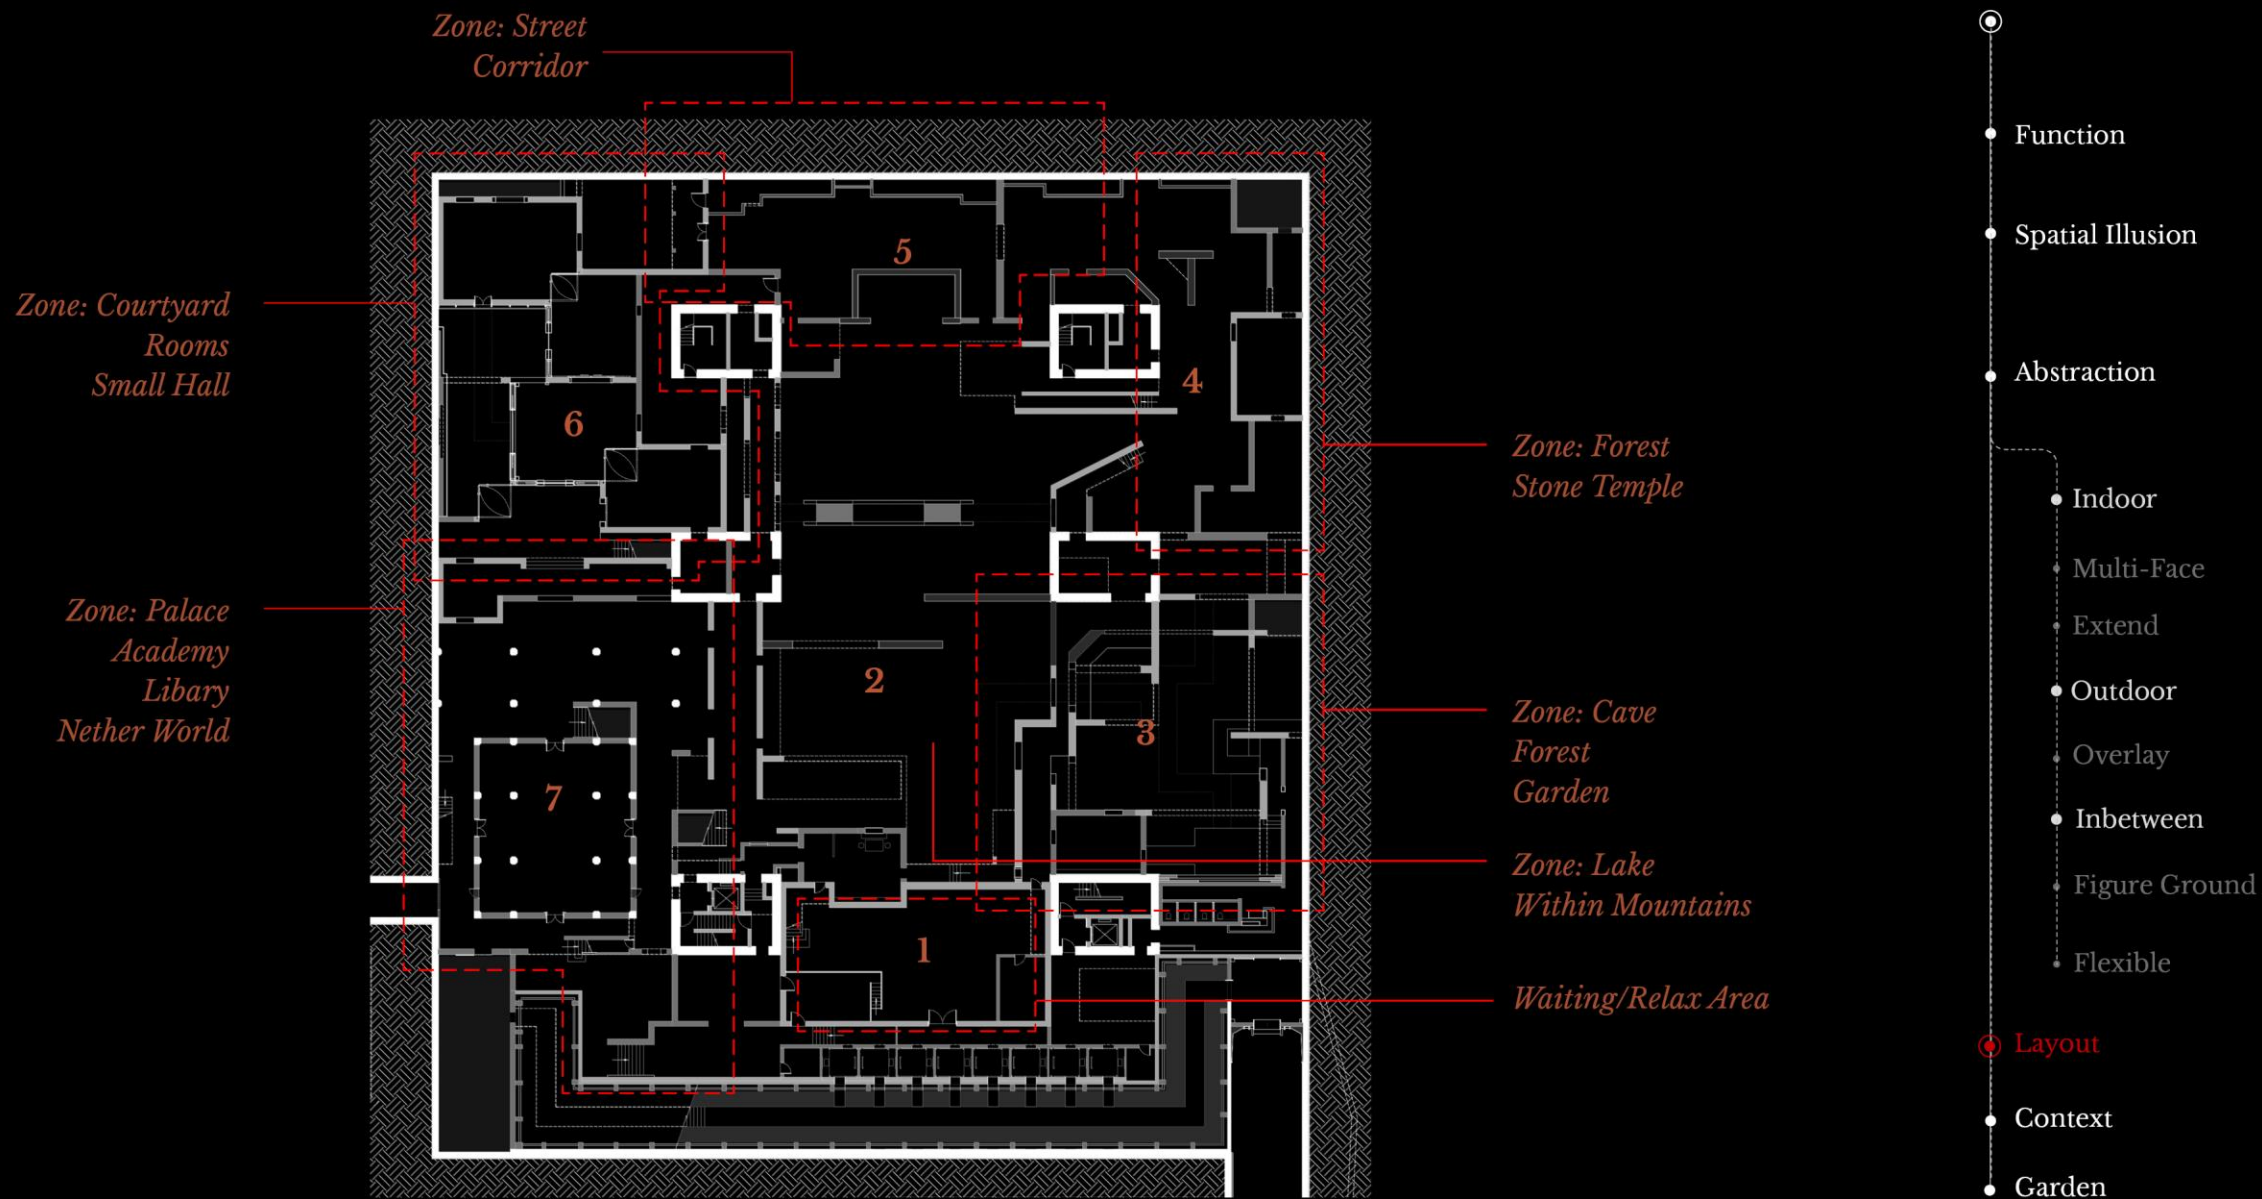 Zone: Street
Corridor
Zone: Courtyard
Rooms
Small Hall
Zone: Palace
Academy
Libary
Nether World
5
4
6
2
3
7
1
Zone: Forest
Stone Temple
Zone: Cave
Forest
Garden
Zone: Lake
Within Mountains
Waiting/Relax Area
Function
Spatial Illusion
Abstraction
Indoor
Multi-Face
Extend
Outdoor
Overlay
Inbetween
Figure Ground
Flexible
Layout
Context
Garden